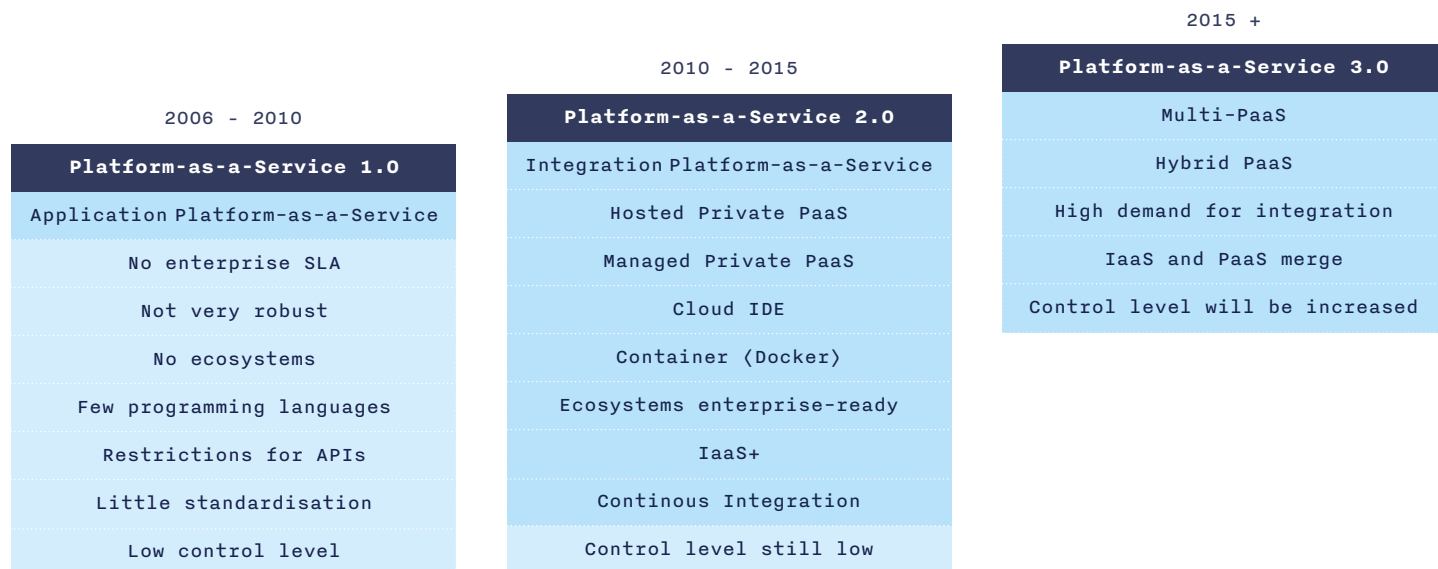 2006 - 2010
Platform-as-a-Service 1.0
Application Platform-as-a-Service
No enterprise SLA
Not very robust
No ecosystems
Few programming languages
Restrictions for APIs
Little standardisation
Low control level
2010 - 2015
Platform-as-a-Service 2.0
Integration Platform-as-a-Service
Hosted Private PaaS
Managed Private PaaS
Cloud IDE
Container (Docker)
Ecosystems enterprise-ready
IaaS+
Continous Integration
Control level still low
2015 +
Platform-as-a-Service 3.0
Multi-PaaS
Hybrid PaaS
High demand for integration
IaaS and PaaS merge
Control level will be increased